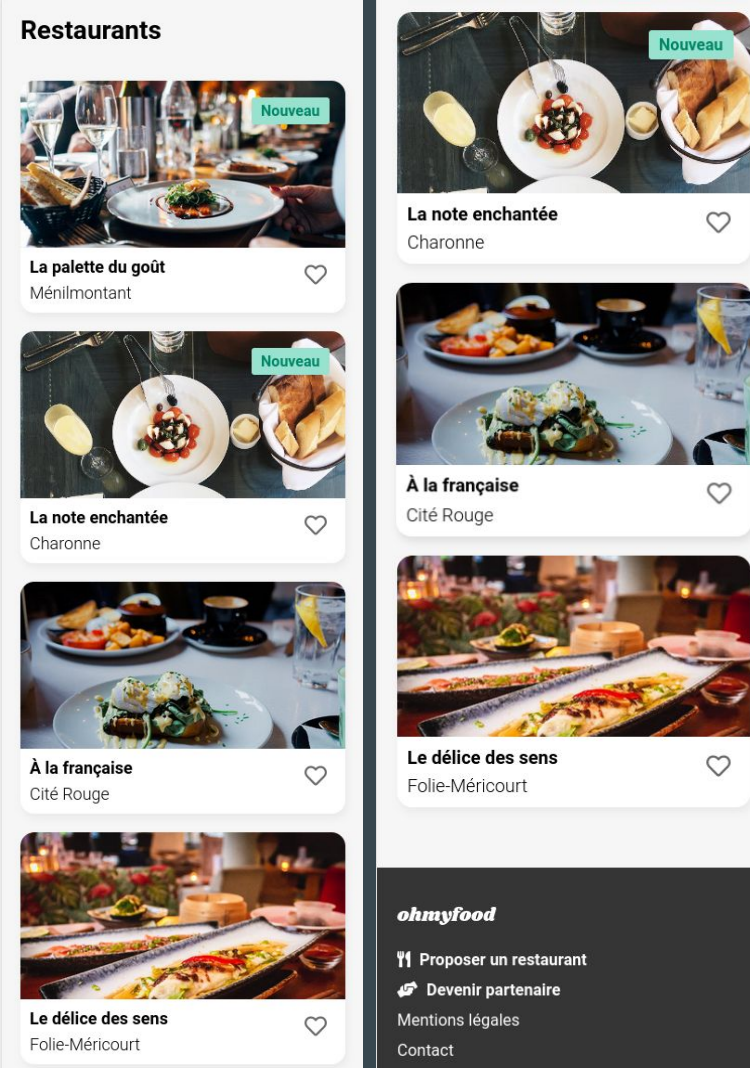 Restaurants
Nouveau
La palette du goût
Ménilmontant
Nouveau
La note enchantée
Charonne
À la française
Cité Rouge
Le délice des sens
Folie-Méricourt
Nouveau
La note enchantée
Charonne
À la française
Cité Rouge
Le délice des sens
Folie-Méricourt
ohmyfood
Proposer un restaurant
Devenir partenaire
Mentions légales
Contact